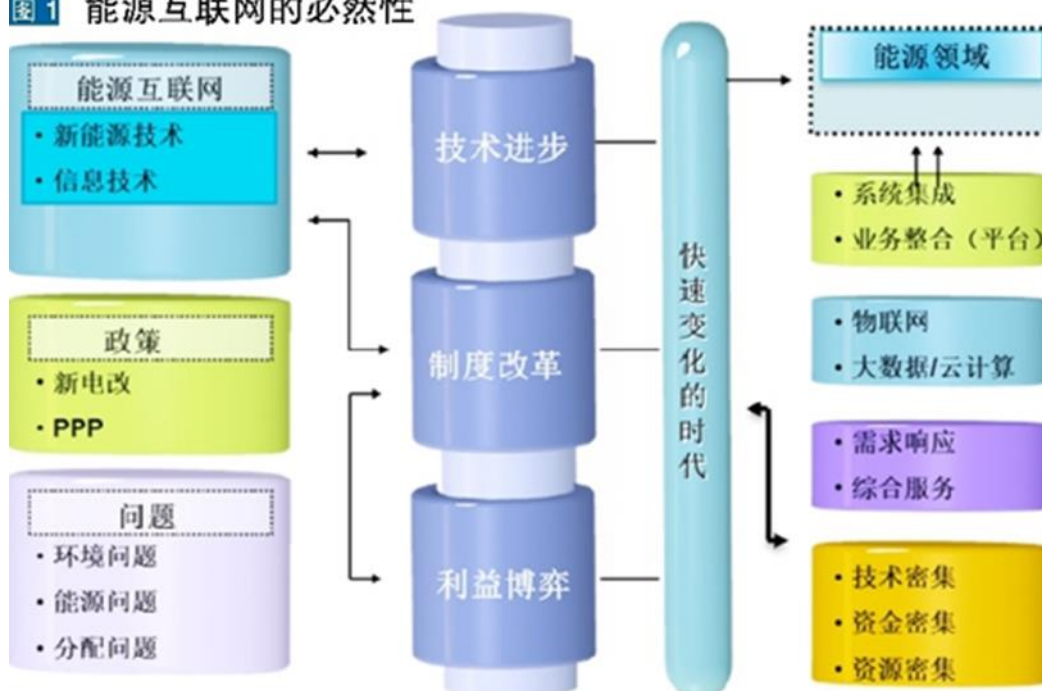 图 1 能源互联网的必然性
能源互联网
· 新能源技术
· 信息技术
政策
· 新电改
· PPP
问题
· 环境问题
· 能源问题
· 分配问题
技术进步
制度改革
利益博弈
快速变化的时代
能源领域
· 系统集成
· 业务整合（平台）
· 物联网
· 大数据/云计算
· 需求响应
· 综合服务
· 技术密集
· 资金密集
· 资源密集